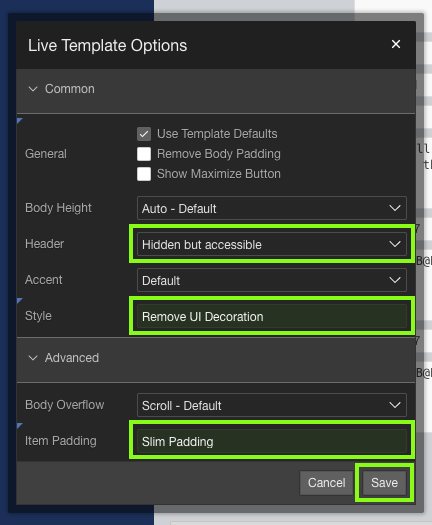 Live Template Options
Common
General
Use Template Defaults
Remove Body Padding
Show Maximize Button
Body Height Auto - Default
Header Hidden but accessible
Accent Default
Style Remove UI Decoration
Advanced
Body Overflow Scroll - Default
Item Padding Slim Padding
Cancel Save